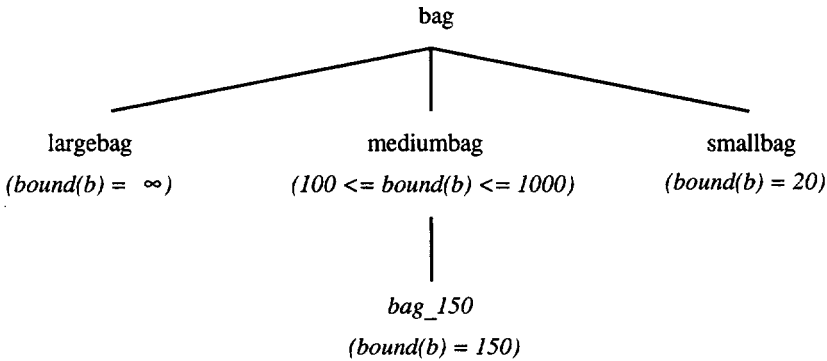 bag
largebag mediumbag smallbag
(bound(b) = ∞) (100 <= bound(b) <= 1000) (bound(b) = 20)
bag_150
(bound(b) = 150)